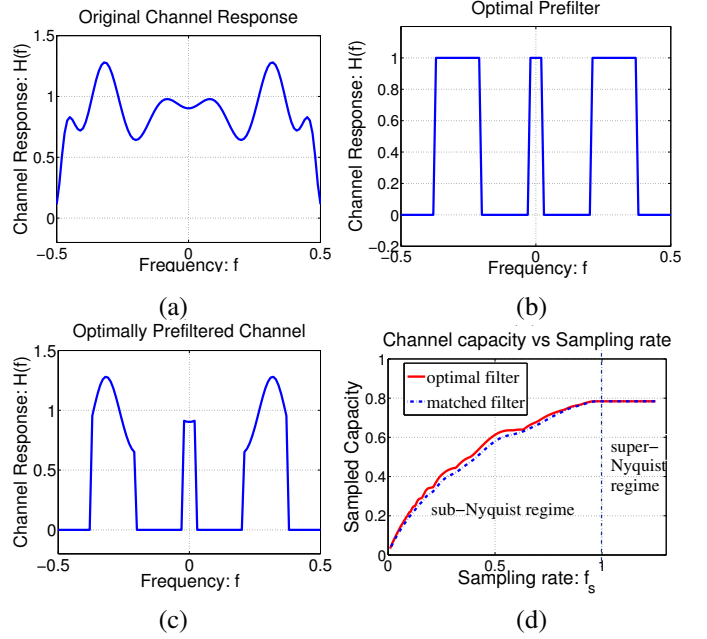 Original Channel Response
Channel Response: H(f)
1.5
1
0.5
0
−0.5
0
0.5
Frequency: f
(a)
Optimal Prefilter
Channel Response: H(f)
1
0.8
0.6
0.4
0.2
0
−0.2
−0.5
0
0.5
Frequency: f
(b)
Optimally Prefiltered Channel
Channel Response: H(f)
1.5
1
0.5
0
−0.5
0
0.5
Frequency: f
(c)
Channel capacity vs Sampling rate
Sampled Capacity
0.8
0.6
0.4
0.2
0
0
0.5
1
optimal filter
matched filter
super−
Nyquist
regime
sub−Nyquist regime
Sampling rate: f_s
(d)